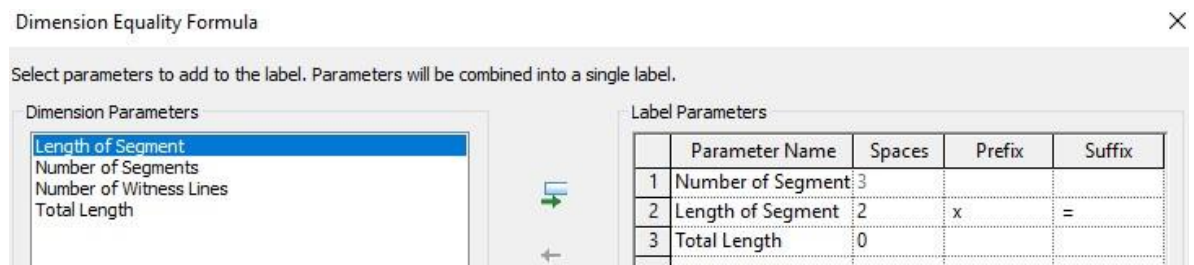 Dimension Equality Formula
Select parameters to add to the label. Parameters will be combined into a single label.
Dimension Parameters
Length of Segment
Number of Segments
Number of Witness Lines
Total Length
Label Parameters
Parameter Name Spaces Prefix Suffix
1 Number of Segment 3
2 Length of Segment 2 x =
3 Total Length 0